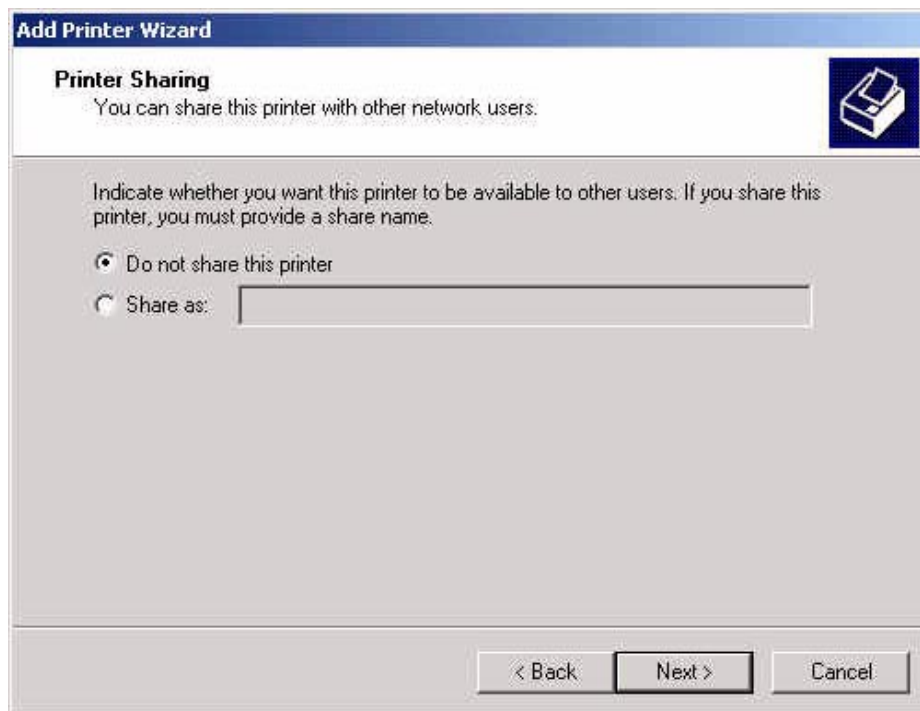 Add Printer Wizard
Printer Sharing
You can share this printer with other network users.
Indicate whether you want this printer to be available to other users. If you share this
printer, you must provide a share name.
Do not share this printer
Share as:
< Back Next > Cancel